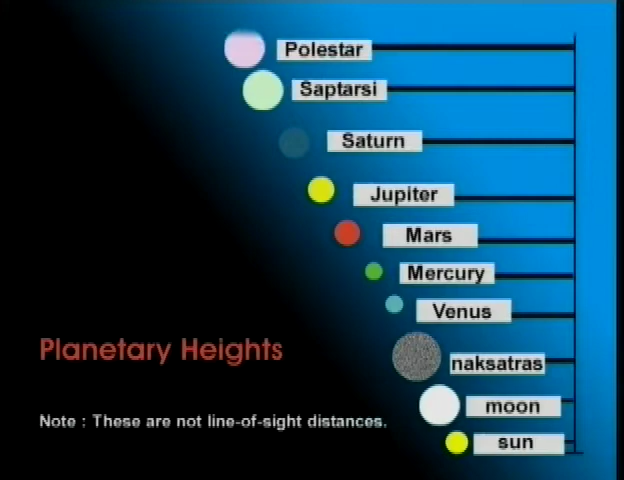 Polestar
Saptarsi
Saturn
Jupiter
Mars
Mercury
Venus
Planetary Heights
naksatras
moon
Note : These are not line-of-sight distances.
sun